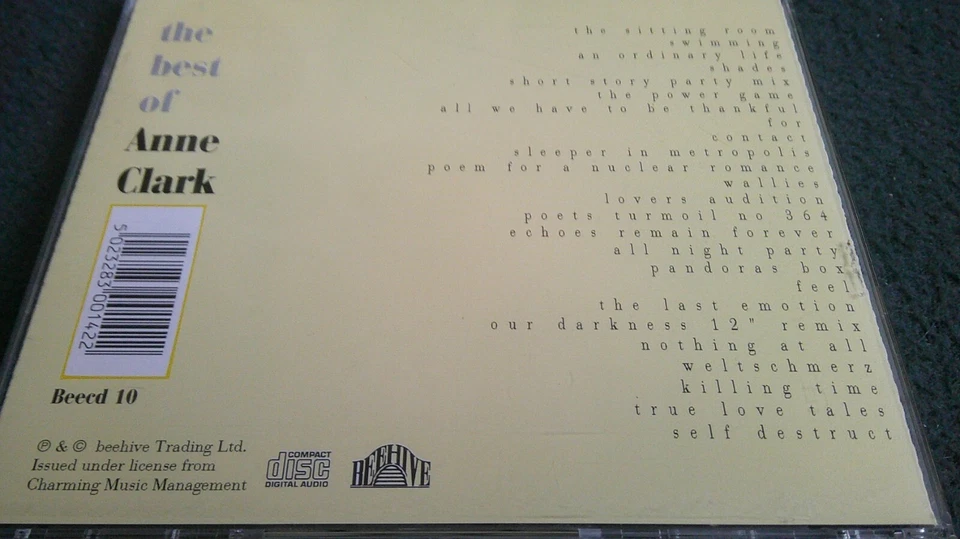 the
best
of
Anne
Clark
5 023283 001422
Beecd 10
℗ & © beehive Trading Ltd.
Issued under license from
Charming Music Management
COMPACT
disc
DIGITAL AUDIO
BEEHIVE
the sitting room
swimming
an ordinary life
shades
short story party mix
the power game
all we have to be thankful
for
contact
sleeper in metropolis
poem for a nuclear romance
wallies
lovers audition
poets turmoil no 364
echoes remain forever
all night party
pandoras box
feel
the last emotion
our darkness 12" remix
nothing at all
weltschmerz
killing time
true love tales
self destruct